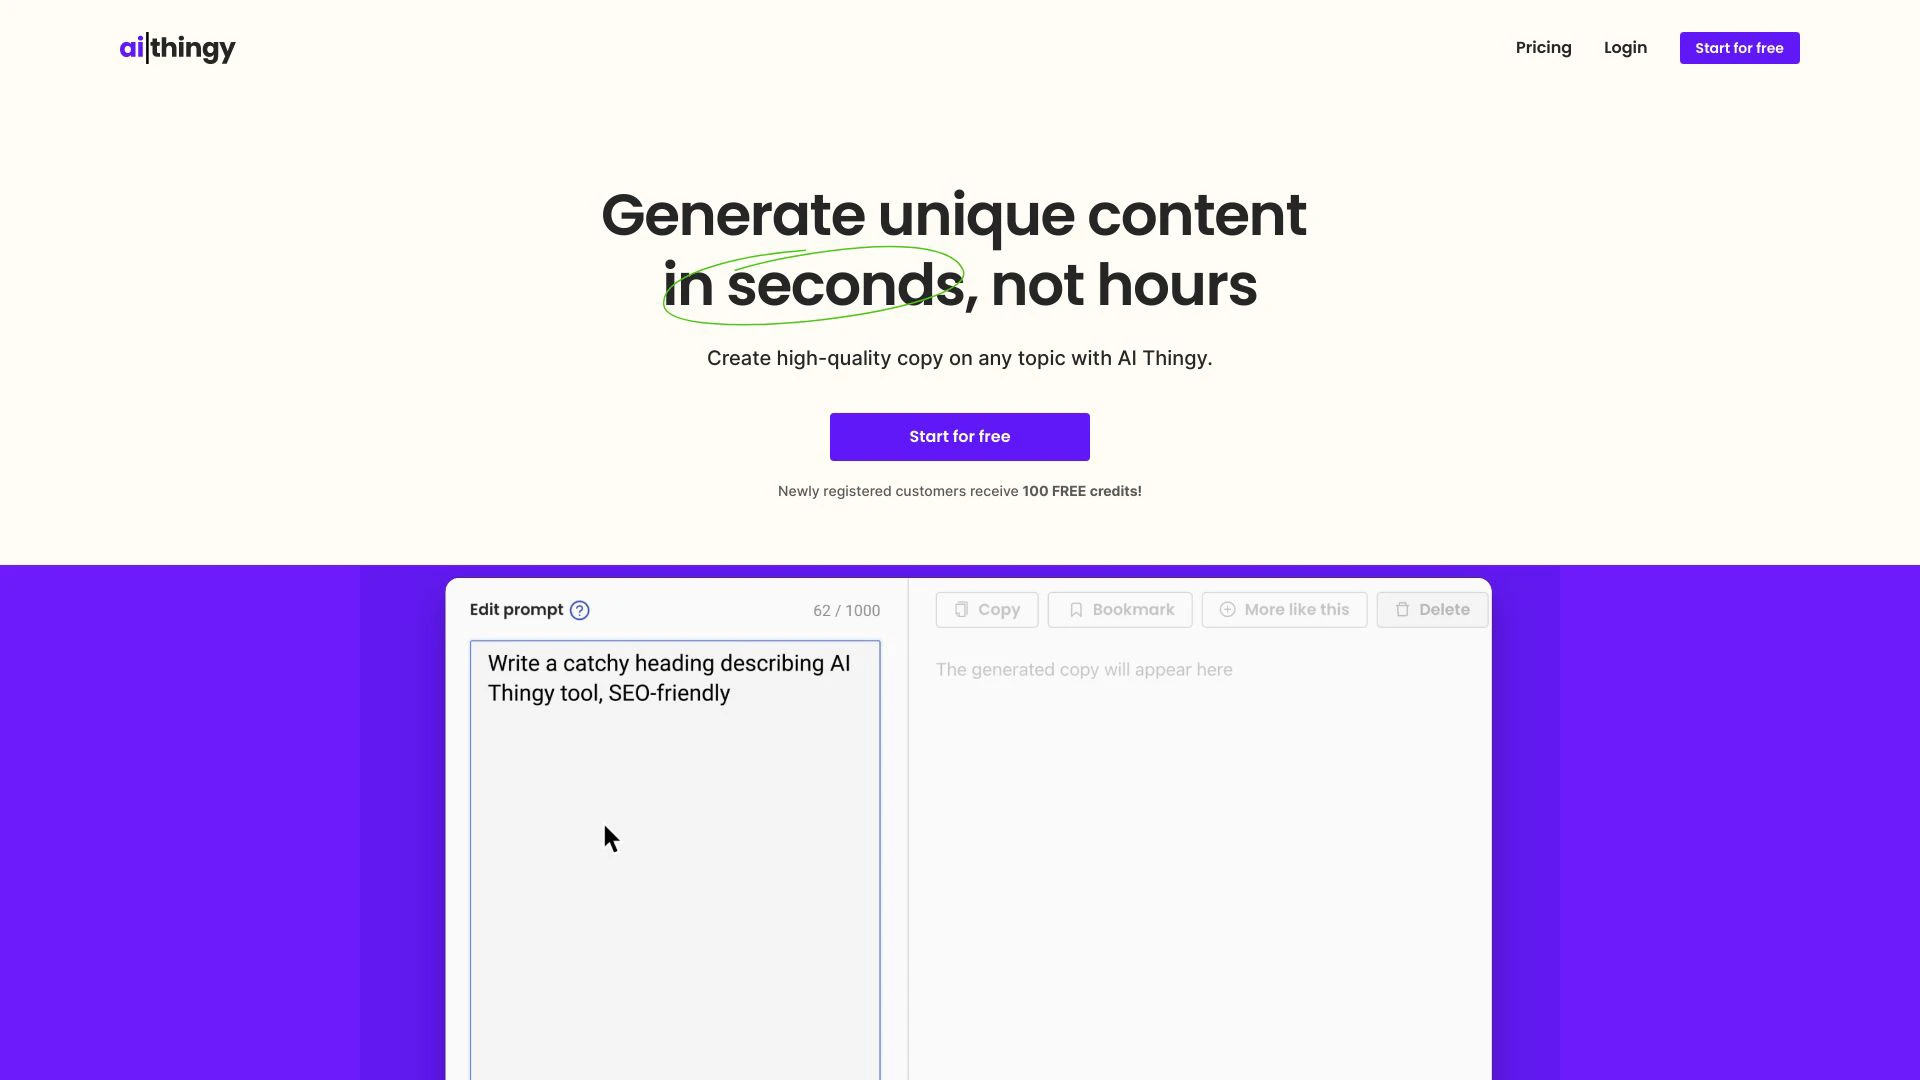 ai|thingy
Pricing
Login
Start for free
Generate unique content
in seconds, not hours
Create high-quality copy on any topic with AI Thingy.
Start for free
Newly registered customers receive 100 FREE credits!
Edit prompt ?
62 / 1000
Copy
Bookmark
More like this
Delete
Write a catchy heading describing AI
Thingy tool, SEO-friendly
The generated copy will appear here